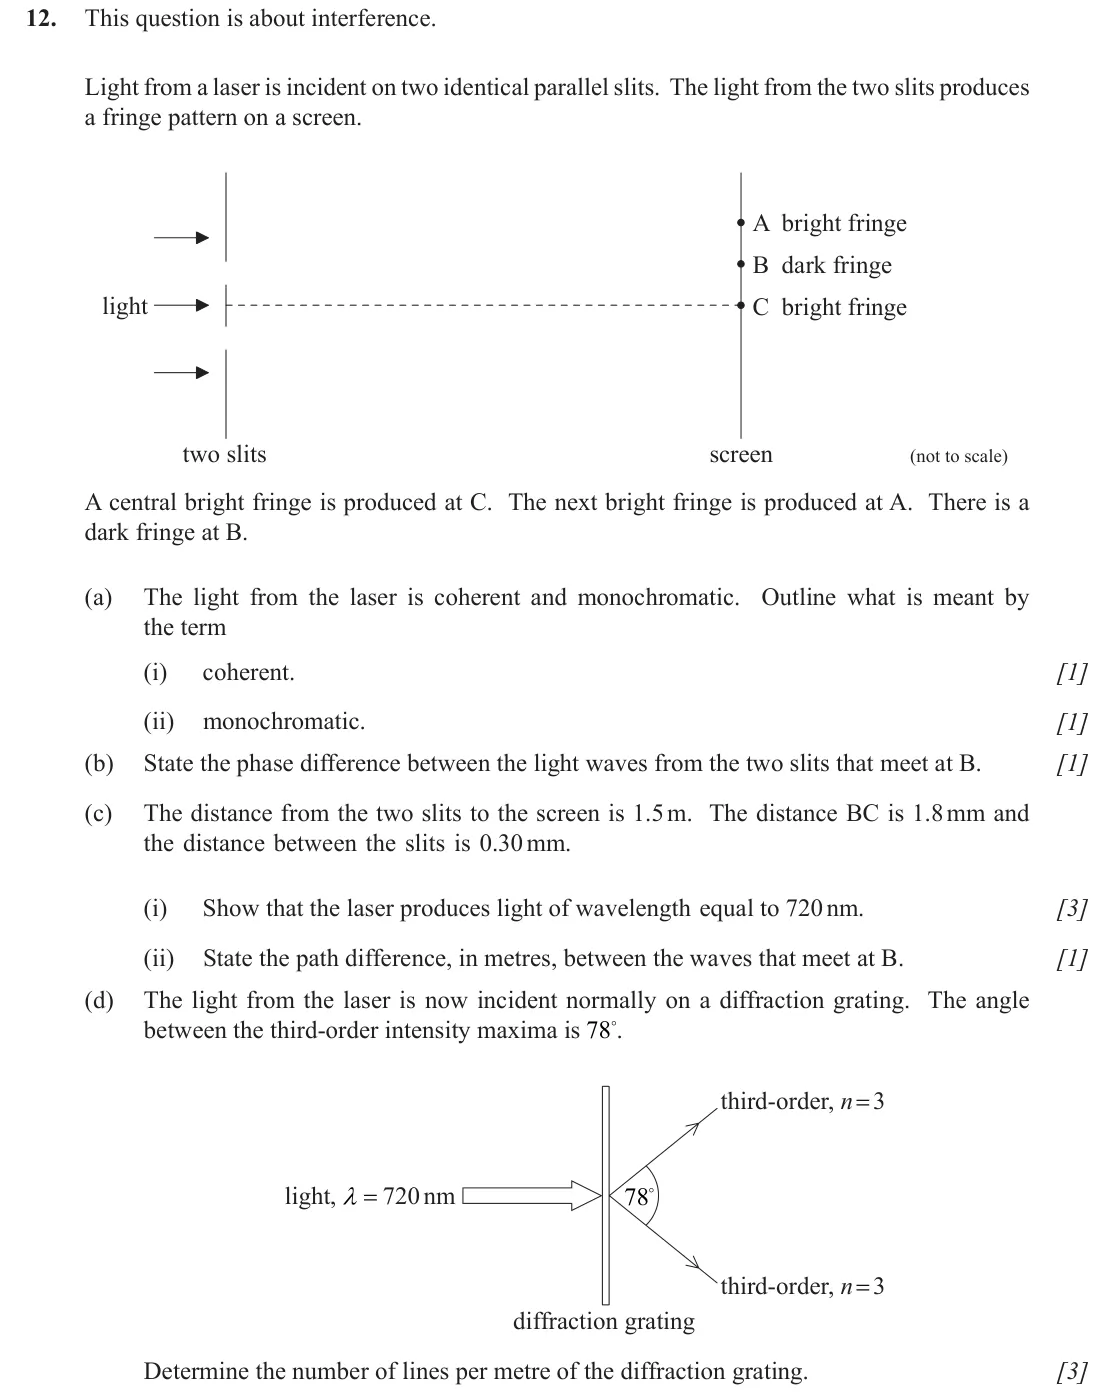 12. This question is about interference.
Light from a laser is incident on two identical parallel slits. The light from the two slits produces
a fringe pattern on a screen.
A bright fringe
B dark fringe
light
C bright fringe
two slits
screen
(not to scale)
A central bright fringe is produced at C. The next bright fringe is produced at A. There is a
dark fringe at B.
(a) The light from the laser is coherent and monochromatic. Outline what is meant by
the term
(i) coherent. [1]
(ii) monochromatic. [1]
(b) State the phase difference between the light waves from the two slits that meet at B. [1]
(c) The distance from the two slits to the screen is 1.5 m. The distance BC is 1.8 mm and
the distance between the slits is 0.30 mm.
(i) Show that the laser produces light of wavelength equal to 720 nm. [3]
(ii) State the path difference, in metres, between the waves that meet at B. [1]
(d) The light from the laser is now incident normally on a diffraction grating. The angle
between the third-order intensity maxima is 78°.
third-order, n=3
light, λ = 720 nm
78°
third-order, n=3
diffraction grating
Determine the number of lines per metre of the diffraction grating. [3]